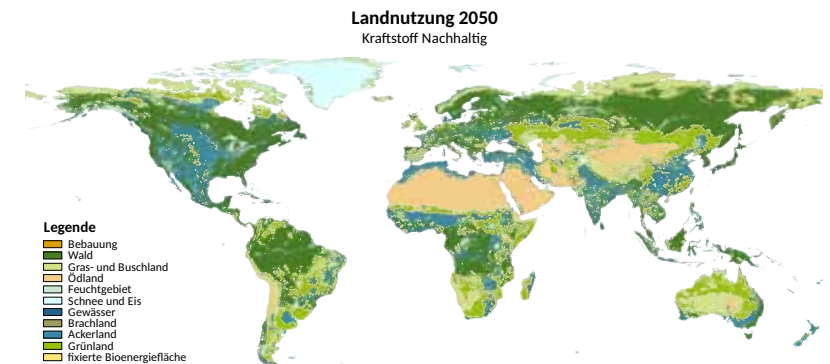 Landnutzung 2050
Kraftstoff Nachhaltig
Legende
Bebauung
Wald
Gras- und Buschland
Ödland
Feuchtgebiet
Schnee und Eis
Gewässer
Brachland
Ackerland
Grünland
fixierte Bioenergiefläche